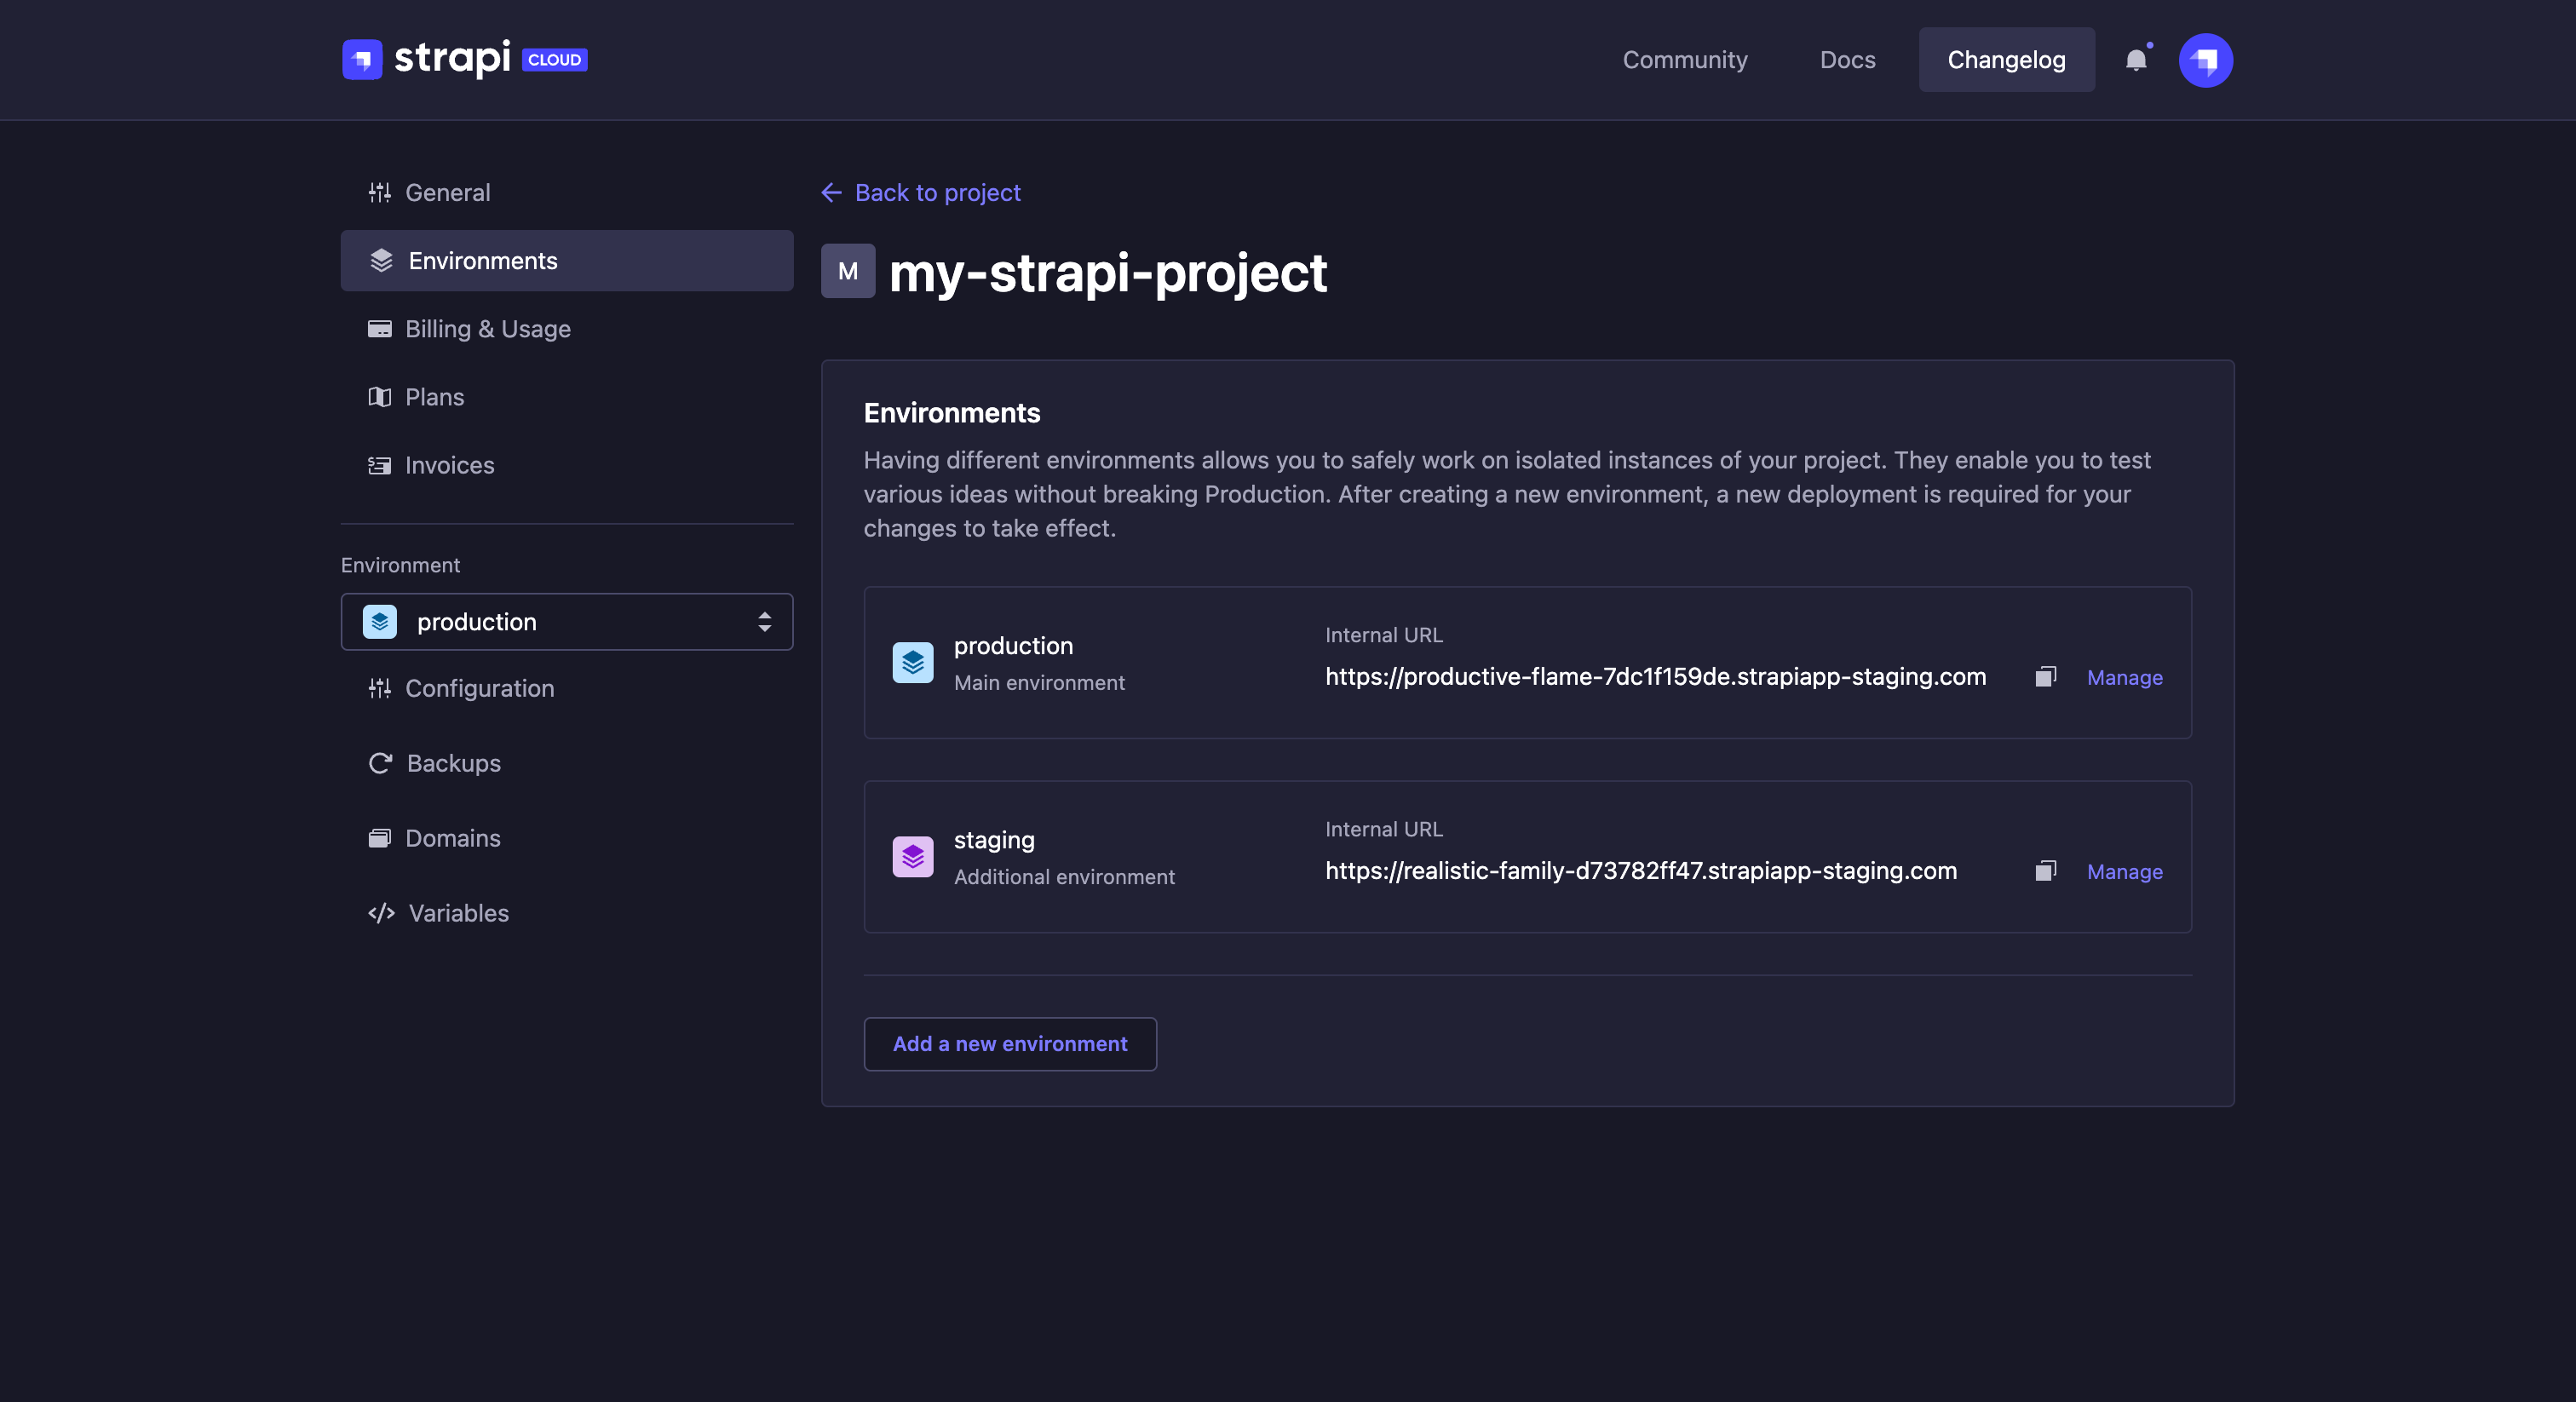 strapi CLOUD
Community
Docs
Changelog
General
Environments
Billing & Usage
Plans
Invoices
Environment
production
Configuration
Backups
Domains
Variables
Back to project
M
my-strapi-project
Environments
Having different environments allows you to safely work on isolated instances of your project. They enable you to test
various ideas without breaking Production. After creating a new environment, a new deployment is required for your
changes to take effect.
production
Main environment
Internal URL
https://productive-flame-7dc1f159de.strapiapp-staging.com
Manage
staging
Additional environment
Internal URL
https://realistic-family-d73782ff47.strapiapp-staging.com
Manage
Add a new environment